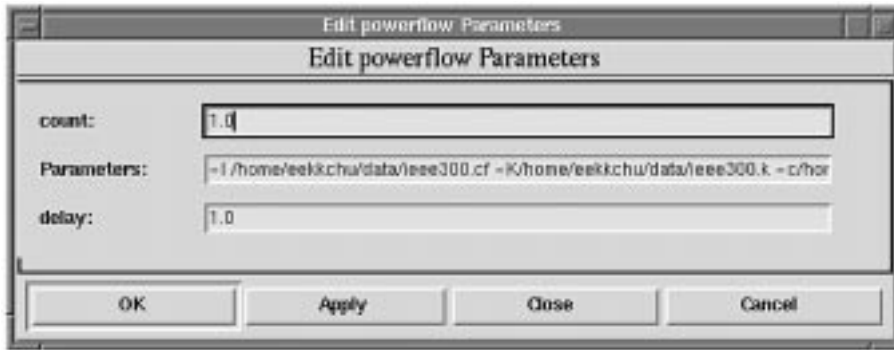 Edit powerflow Parameters
Edit powerflow Parameters
count: 1.0
Parameters: -I /home/eekkchu/data/ieee300.cf -K/home/eekkchu/data/ieee300.k -c/hor
delay: 1.0
OK Apply Close Cancel